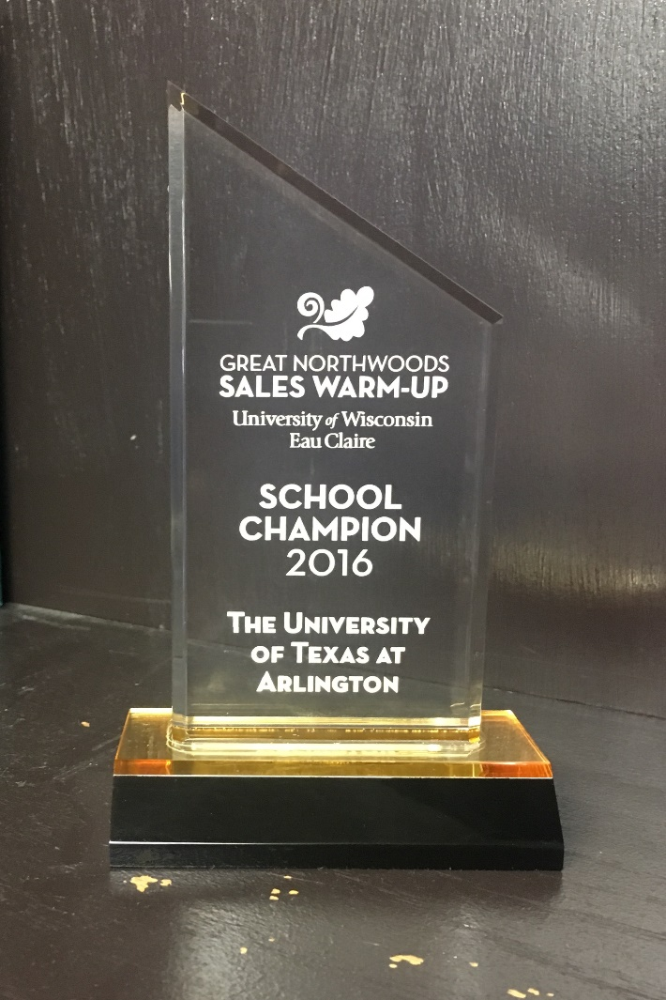 GREAT NORTHWOODS
SALES WARM-UP
University of Wisconsin
Eau Claire
SCHOOL
CHAMPION
2016
THE UNIVERSITY
OF TEXAS AT
ARLINGTON